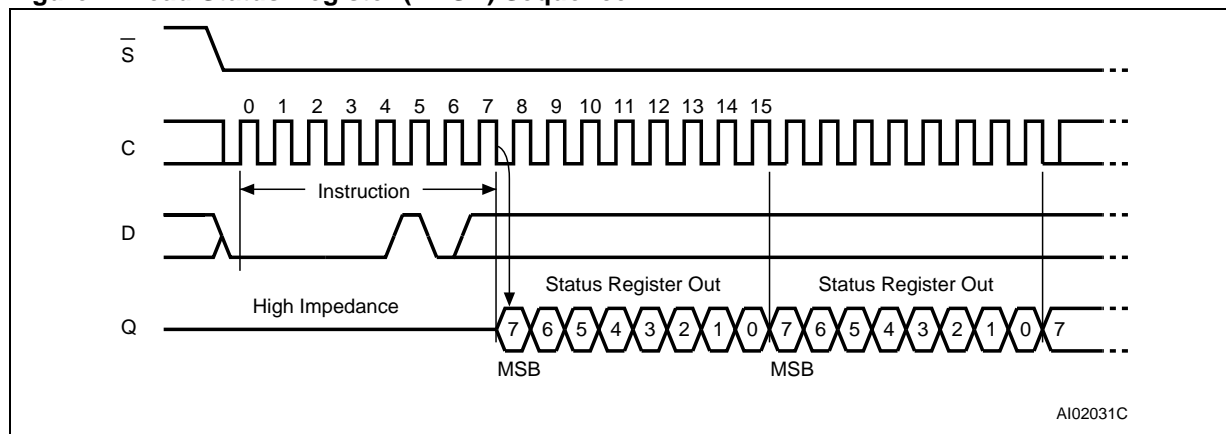 S
0 1 2 3 4 5 6 7 8 9 10 11 12 13 14 15
C
Instruction
D
Status Register Out Status Register Out
High Impedance
Q 7 6 5 4 3 2 1 0 7 6 5 4 3 2 1 0 7
MSB MSB
AI02031C